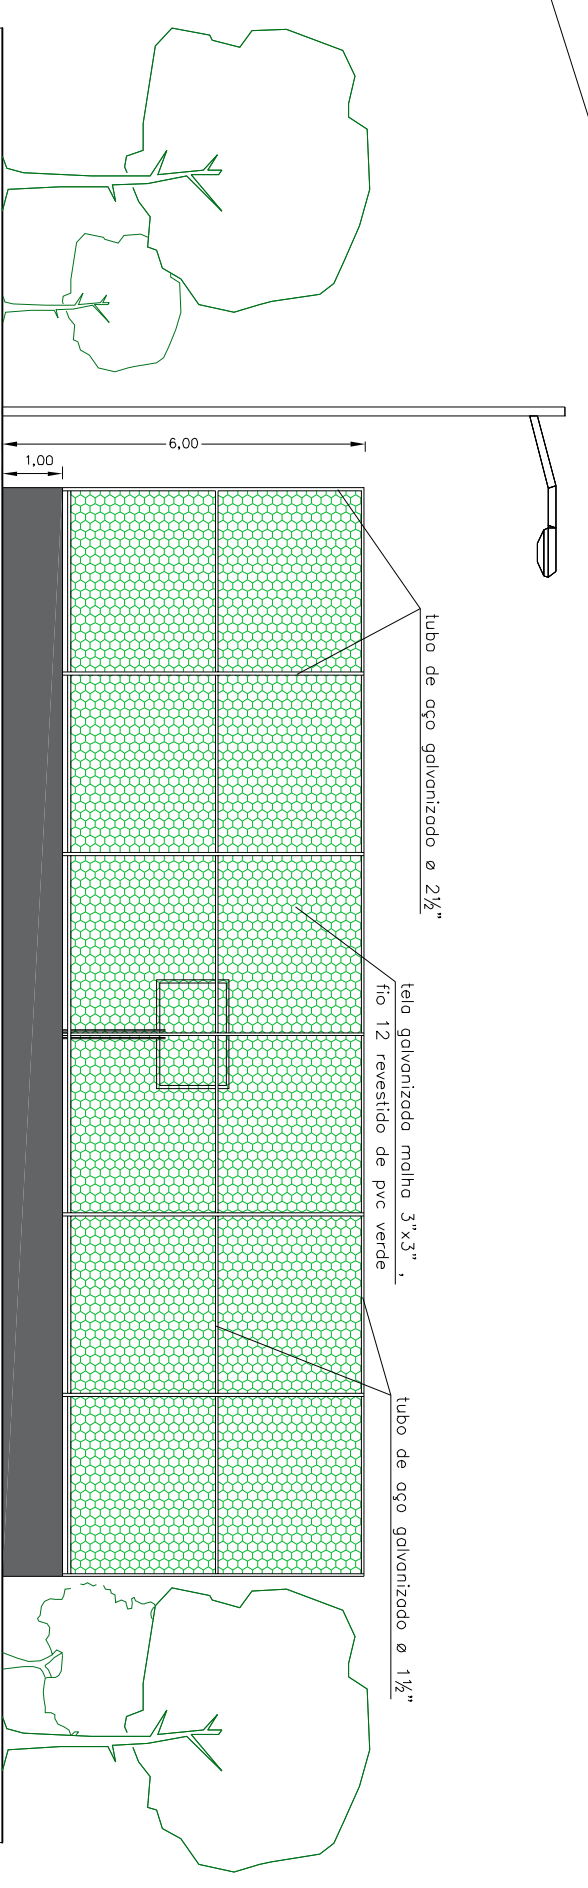 6,00
1,00
tubo de aço galvanizado ø 2½"
tela galvanizada malha 3"x3" ,
fio 12 revestido de pvc verde
tubo de aço galvanizado ø 1½"